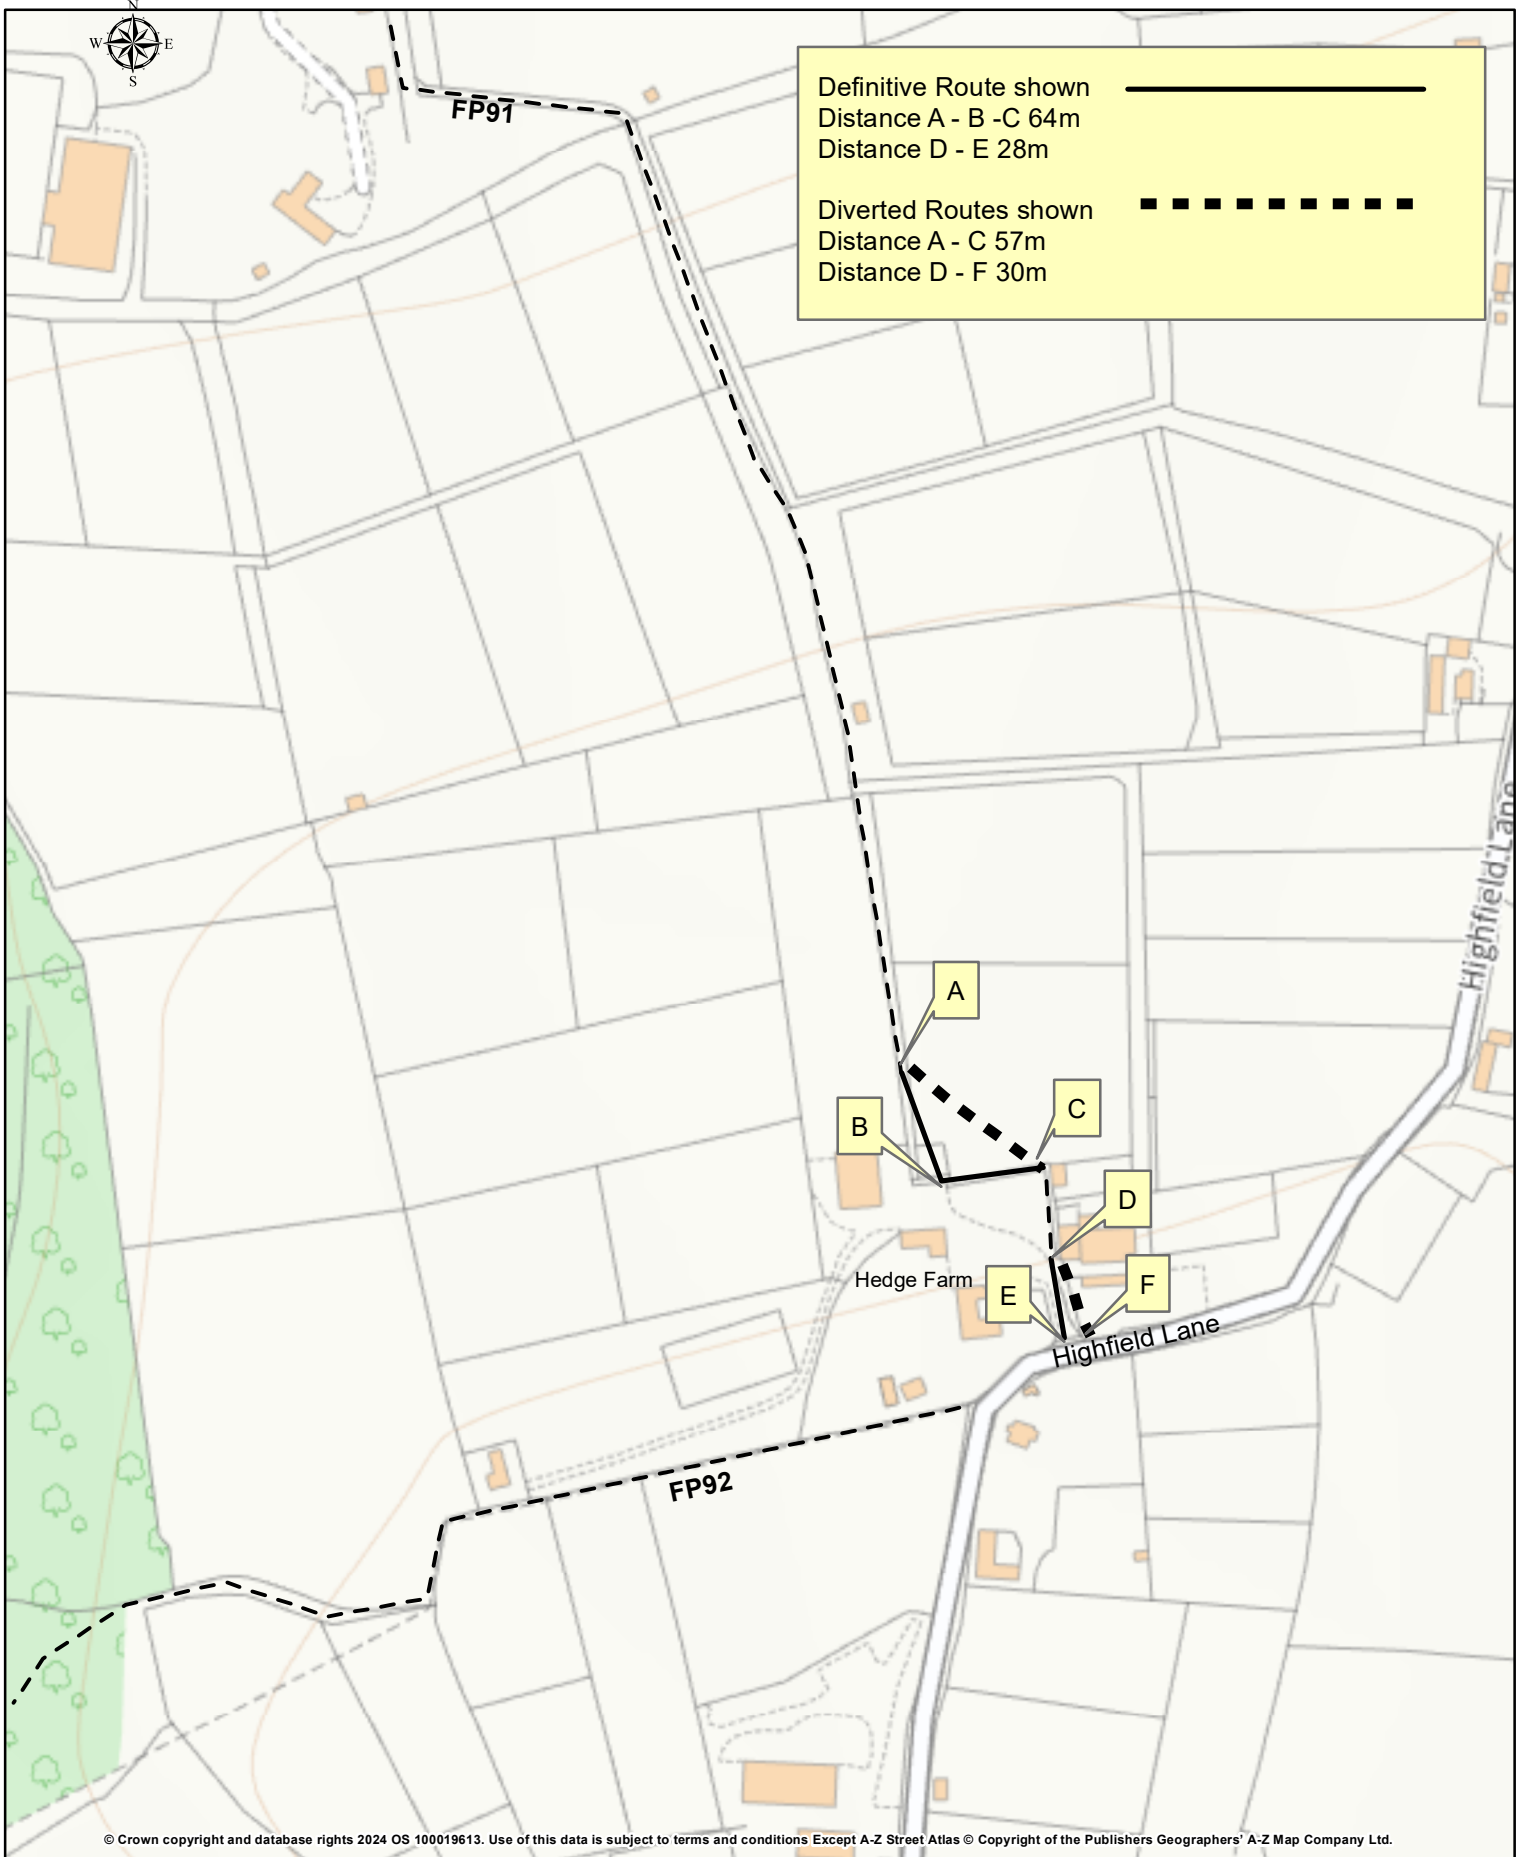 N
W E
S
FP91
Definitive Route shown
Distance A - B -C 64m
Distance D - E 28m
Diverted Routes shown
Distance A - C 57m
Distance D - F 30m
Highfield Lane
A
C
B
D
Hedge Farm
E
F
Highfield Lane
FP92
© Crown copyright and database rights 2024 OS 100019613. Use of this data is subject to terms and conditions Except A-Z Street Atlas © Copyright of the Publishers Geographers' A-Z Map Company Ltd.